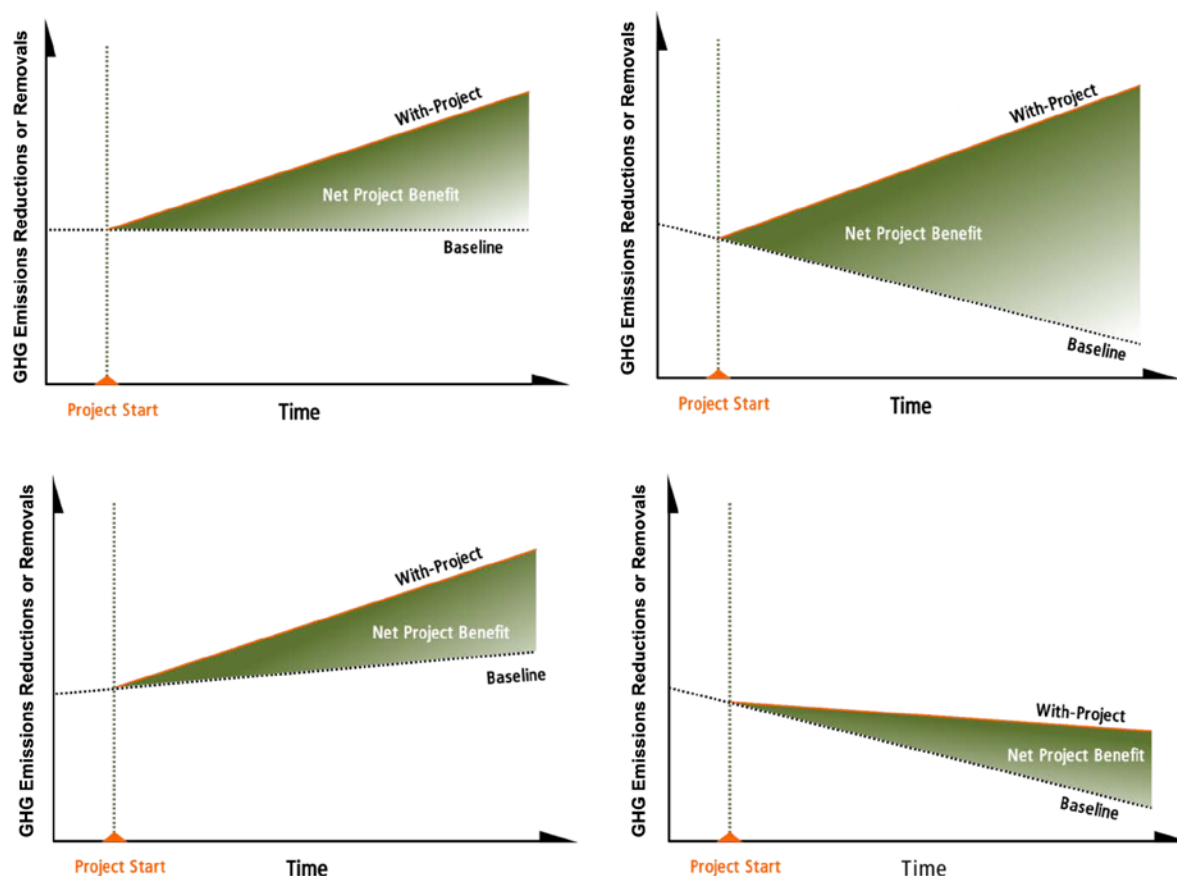 GHG Emissions Reductions or Removals
With-Project
Net Project Benefit
Baseline
Project Start
Time
GHG Emissions Reductions or Removals
With-Project
Net Project Benefit
Baseline
Project Start
Time
GHG Emissions Reductions or Removals
With-Project
Net Project Benefit
Baseline
Project Start
Time
GHG Emissions Reductions or Removals
With-Project
Net Project Benefit
Baseline
Project Start
Time